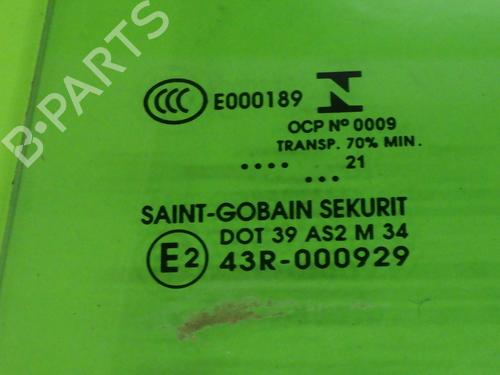 B-PARTS
CCC E000189 N
OCP Nº 0009
TRANSP. 70% MIN.
.... 21
...
SAINT-GOBAIN SEKURIT
E2 DOT 39 AS2 M 34
43R-000929